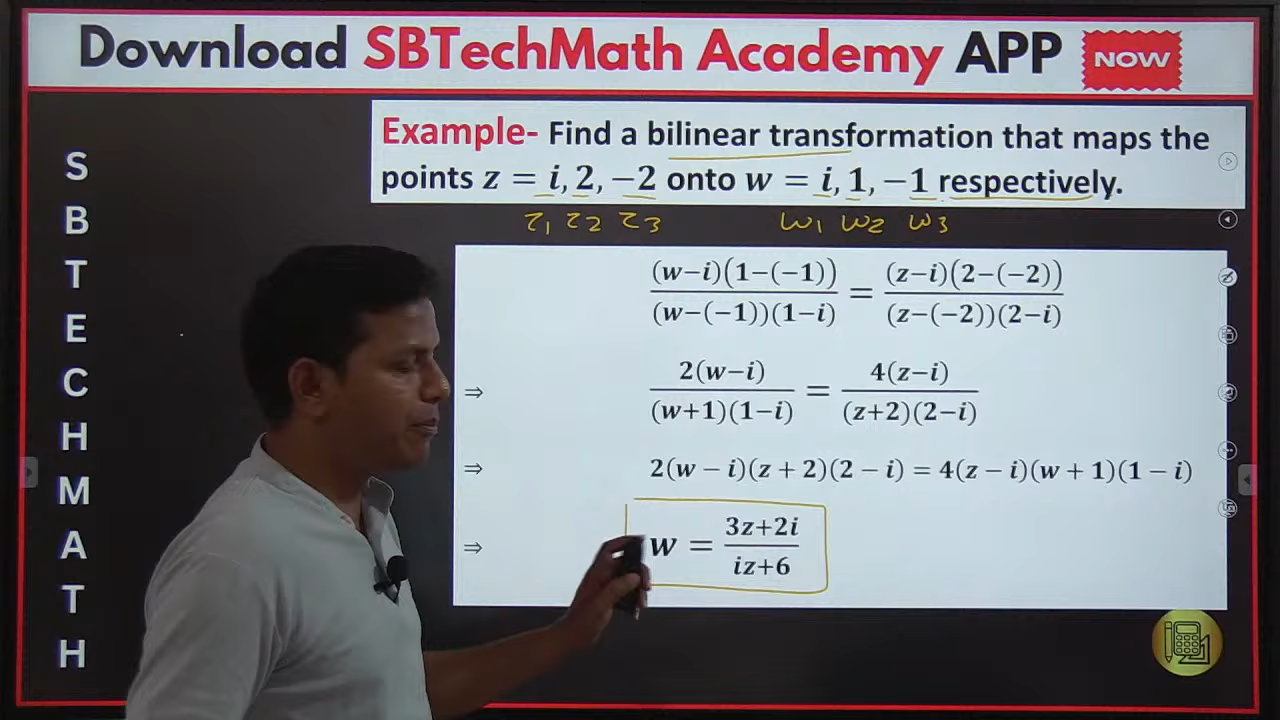 Download SBTechMath Academy APP NOW
Example- Find a bilinear transformation that maps the
points z = i, 2, −2 onto w = i, 1, −1 respectively.
z1 z2 z3 w1 w2 w3
(w−i)(1−(−1)) / (w−(−1))(1−i) = (z−i)(2−(−2)) / (z−(−2))(2−i)
⇒ 2(w−i) / (w+1)(1−i) = 4(z−i) / (z+2)(2−i)
⇒ 2(w − i)(z + 2)(2 − i) = 4(z − i)(w + 1)(1 − i)
⇒ w = 3z+2i / iz+6
S
B
T
E
C
H
M
A
T
H